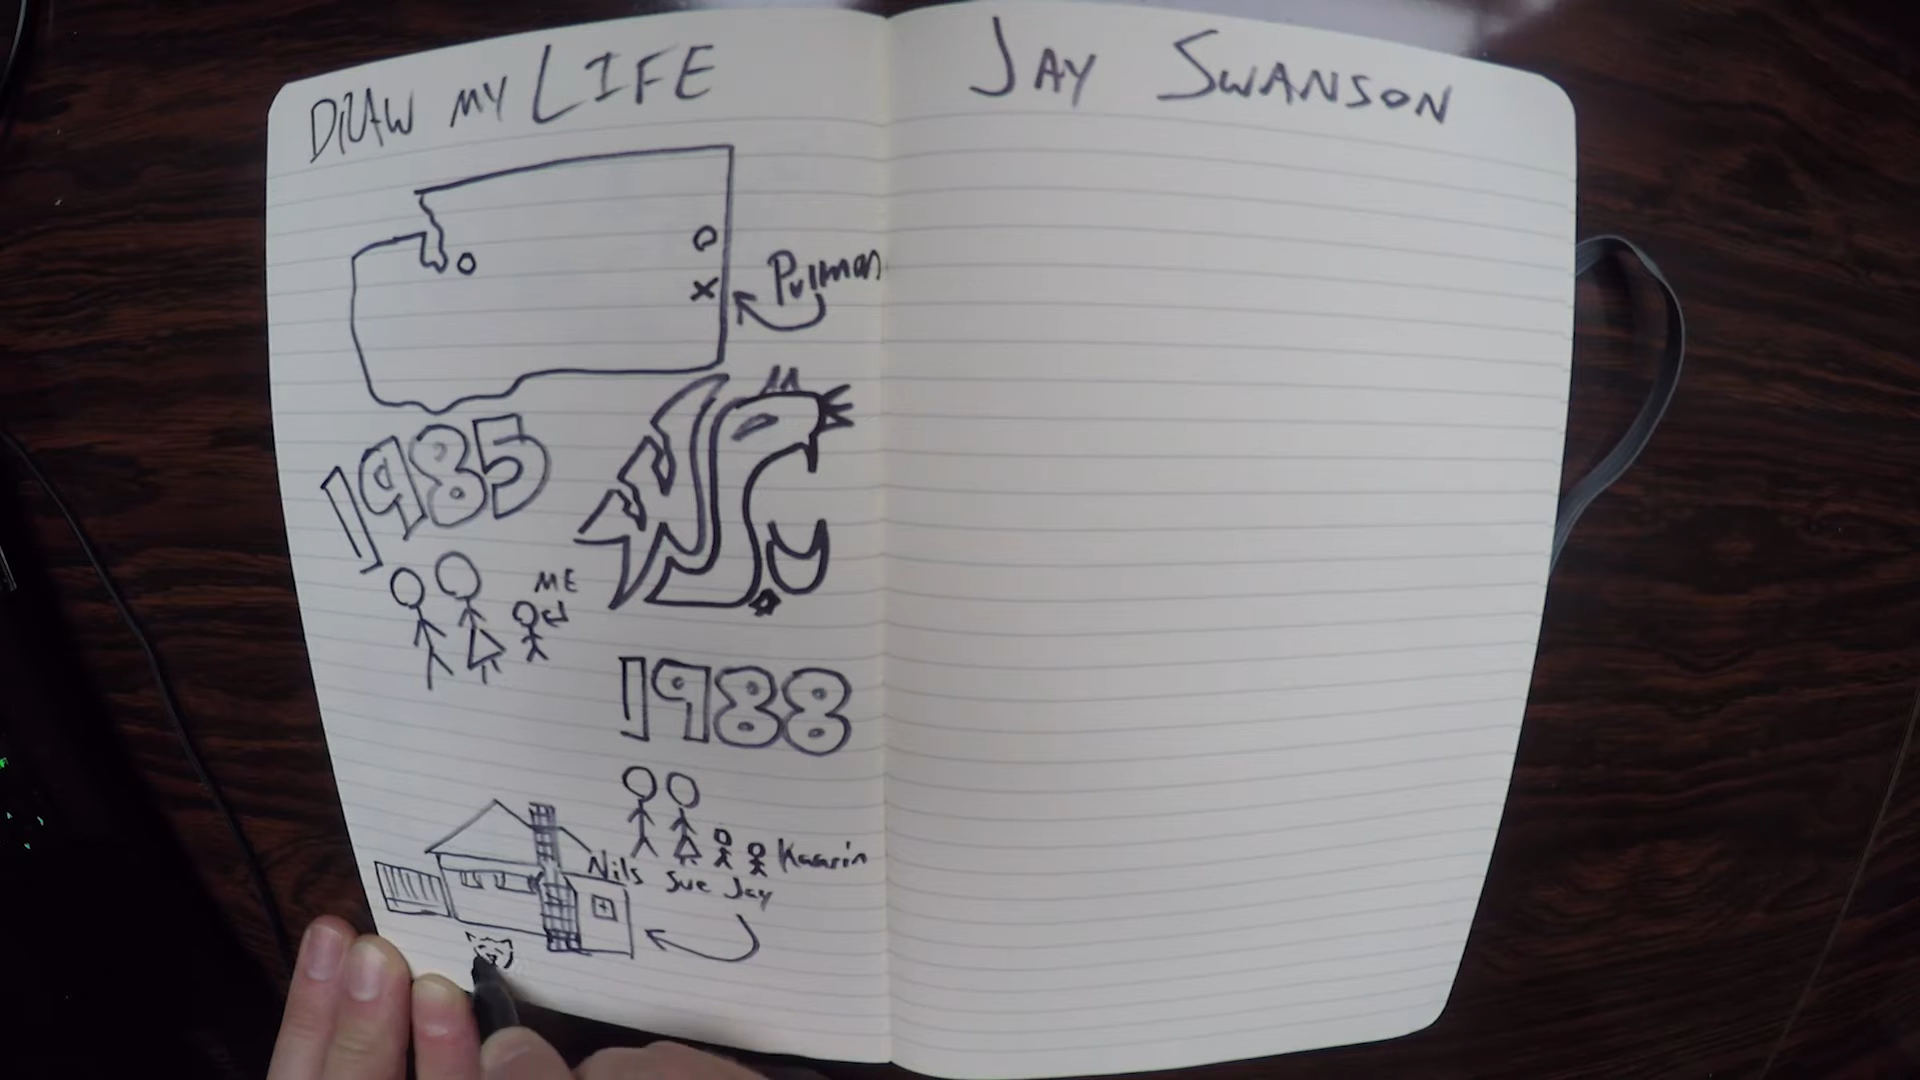 DRAW MY LIFE
JAY SWANSON
Pullman
1985
ME
1988
Kaarin
Nils Sue Jay